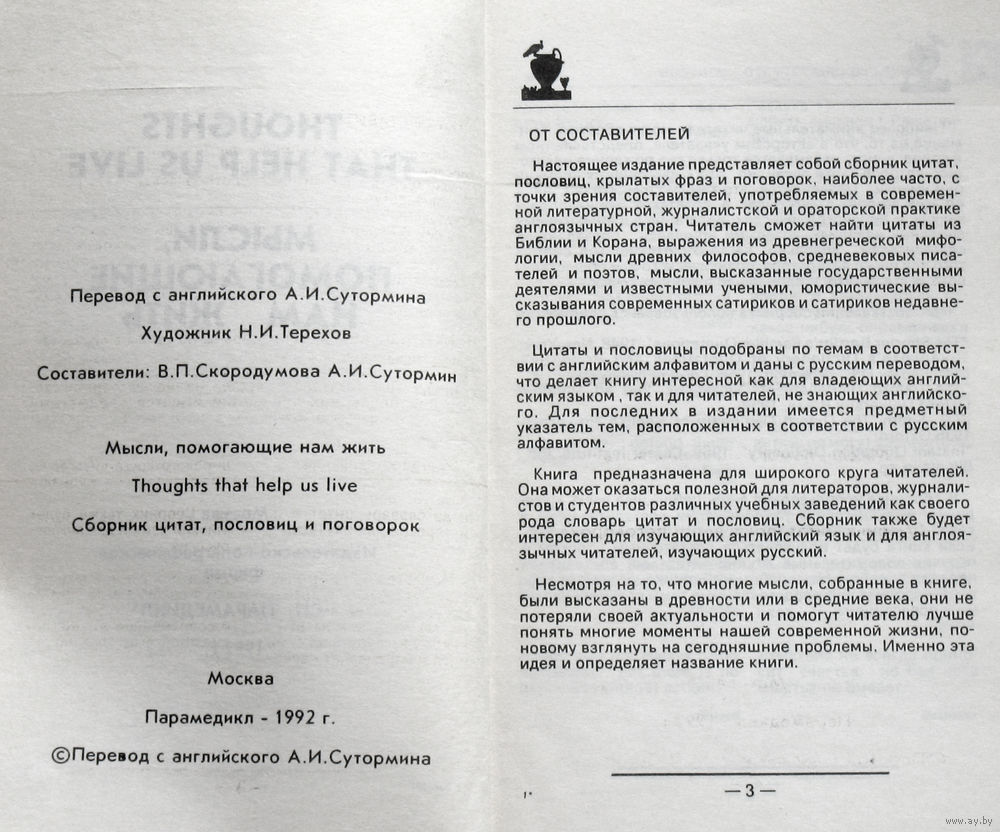 Перевод с английского А.И.Сутормина
Художник Н.И.Терехов
Составители: В.П.Скородумова А.И.Сутормин
Мысли, помогающие нам жить
Thoughts that help us live
Сборник цитат, пословиц и поговорок
Москва
Парамедикл - 1992 г.
©Перевод с английского А.И.Сутормина
ОТ СОСТАВИТЕЛЕЙ
Настоящее издание представляет собой сборник цитат,
пословиц, крылатых фраз и поговорок, наиболее часто, с
точки зрения составителей, употребляемых в современ-
ной литературной, журналистской и ораторской практике
англоязычных стран. Читатель сможет найти цитаты из
Библии и Корана, выражения из древнегреческой мифо-
логии, мысли древних философов, средневековых писа-
телей и поэтов, мысли, высказанные государственными
деятелями и известными учеными, юмористические вы-
сказывания современных сатириков и сатириков недавне-
го прошлого.
Цитаты и пословицы подобраны по темам в соответст-
вии с английским алфавитом и даны с русским переводом,
что делает книгу интересной как для владеющих англий-
ским языком , так и для читателей, не знающих английско-
го. Для последних в издании имеется предметный
указатель тем, расположенных в соответствии с русским
алфавитом.
Книга предназначена для широкого круга читателей.
Она может оказаться полезной для литераторов, журнали-
стов и студентов различных учебных заведений как своего
рода словарь цитат и пословиц. Сборник также будет
интересен для изучающих английский язык и для англоя-
зычных читателей, изучающих русский.
Несмотря на то, что многие мысли, собранные в книге,
были высказаны в древности или в средние века, они не
потеряли своей актуальности и помогут читателю лучше
понять многие моменты нашей современной жизни, по-
новому взглянуть на сегодняшние проблемы. Именно эта
идея и определяет название книги.
— 3 —
www.ay.by